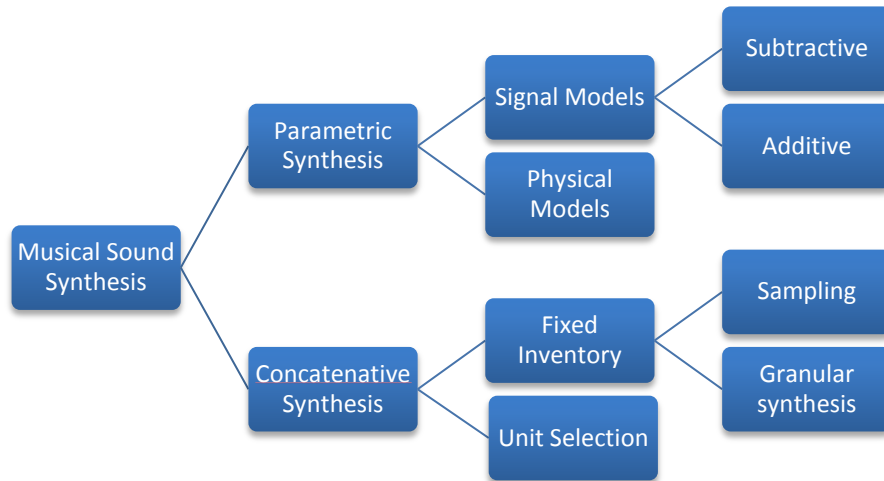 Musical Sound
Synthesis
Parametric
Synthesis
Signal Models
Subtractive
Additive
Physical
Models
Concatenative
Synthesis
Fixed
Inventory
Sampling
Granular
synthesis
Unit Selection